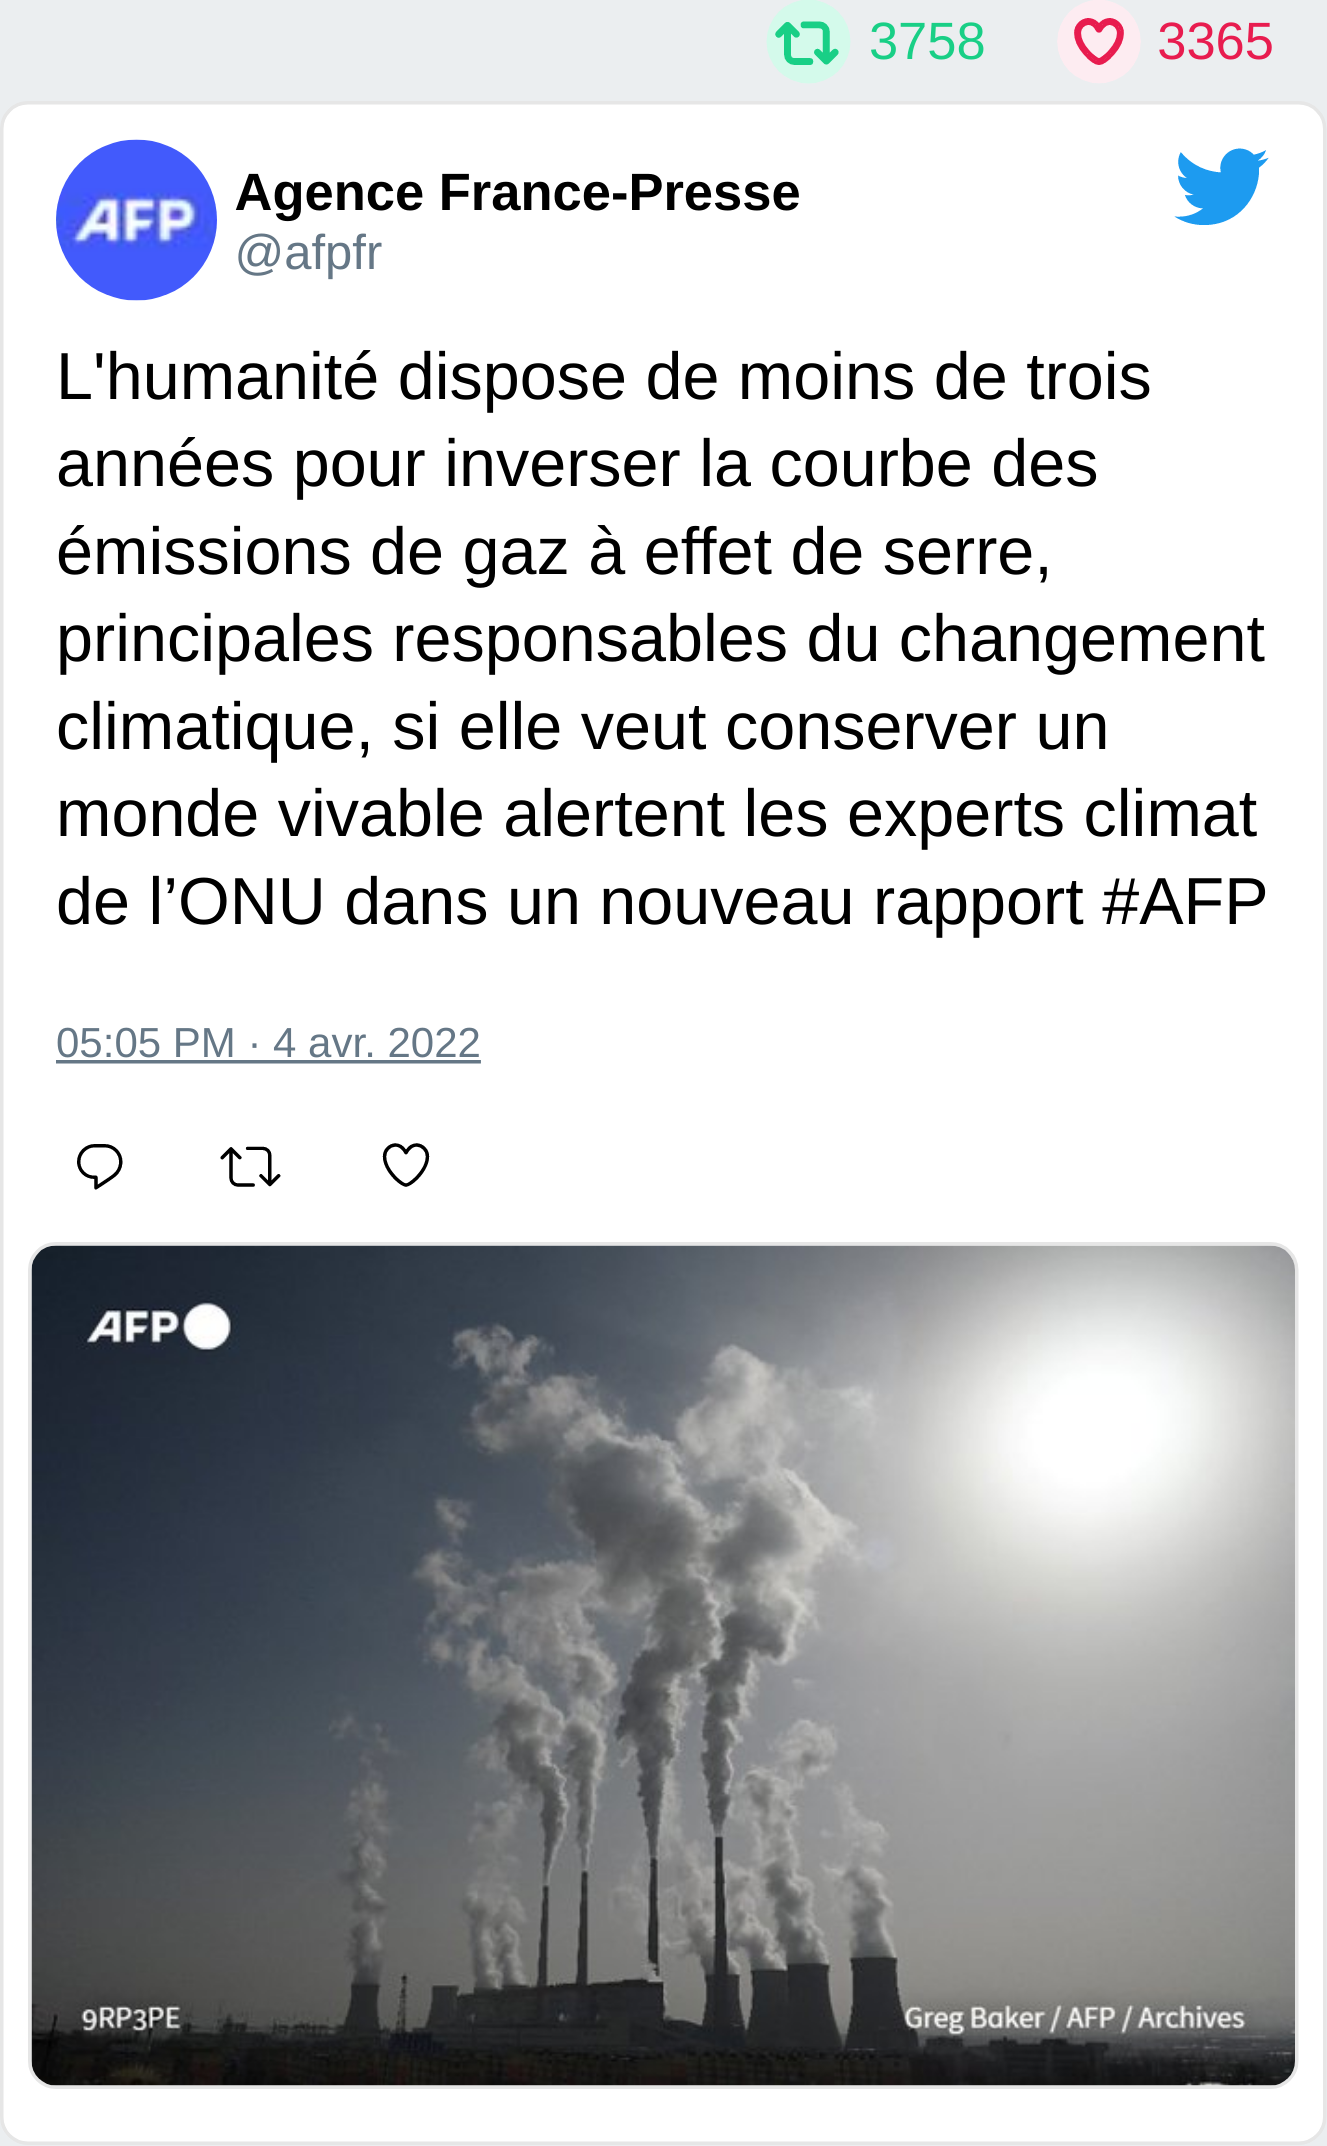 3758 3365
AFP
Agence France-Presse
@afpfr
L'humanité dispose de moins de trois
années pour inverser la courbe des
émissions de gaz à effet de serre,
principales responsables du changement
climatique, si elle veut conserver un
monde vivable alertent les experts climat
de l’ONU dans un nouveau rapport #AFP
05:05 PM · 4 avr. 2022
AFP
9RP3PE
Greg Baker / AFP / Archives